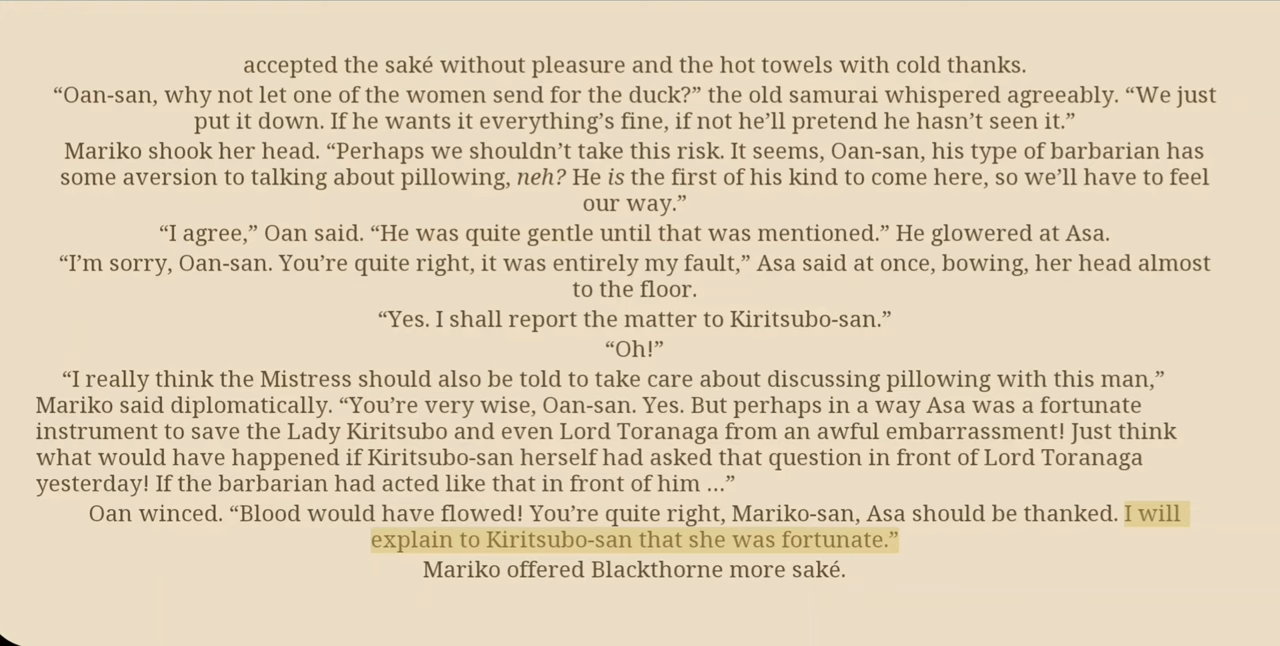 accepted the saké without pleasure and the hot towels with cold thanks.
“Oan-san, why not let one of the women send for the duck?” the old samurai whispered agreeably. “We just
put it down. If he wants it everything’s fine, if not he’ll pretend he hasn’t seen it.”
Mariko shook her head. “Perhaps we shouldn’t take this risk. It seems, Oan-san, his type of barbarian has
some aversion to talking about pillowing, neh? He is the first of his kind to come here, so we’ll have to feel
our way.”
“I agree,” Oan said. “He was quite gentle until that was mentioned.” He glowered at Asa.
“I’m sorry, Oan-san. You’re quite right, it was entirely my fault,” Asa said at once, bowing, her head almost
to the floor.
“Yes. I shall report the matter to Kiritsubo-san.”
“Oh!”
“I really think the Mistress should also be told to take care about discussing pillowing with this man,”
Mariko said diplomatically. “You’re very wise, Oan-san. Yes. But perhaps in a way Asa was a fortunate
instrument to save the Lady Kiritsubo and even Lord Toranaga from an awful embarrassment! Just think
what would have happened if Kiritsubo-san herself had asked that question in front of Lord Toranaga
yesterday! If the barbarian had acted like that in front of him ...”
Oan winced. “Blood would have flowed! You’re quite right, Mariko-san, Asa should be thanked. I will
explain to Kiritsubo-san that she was fortunate.”
Mariko offered Blackthorne more saké.